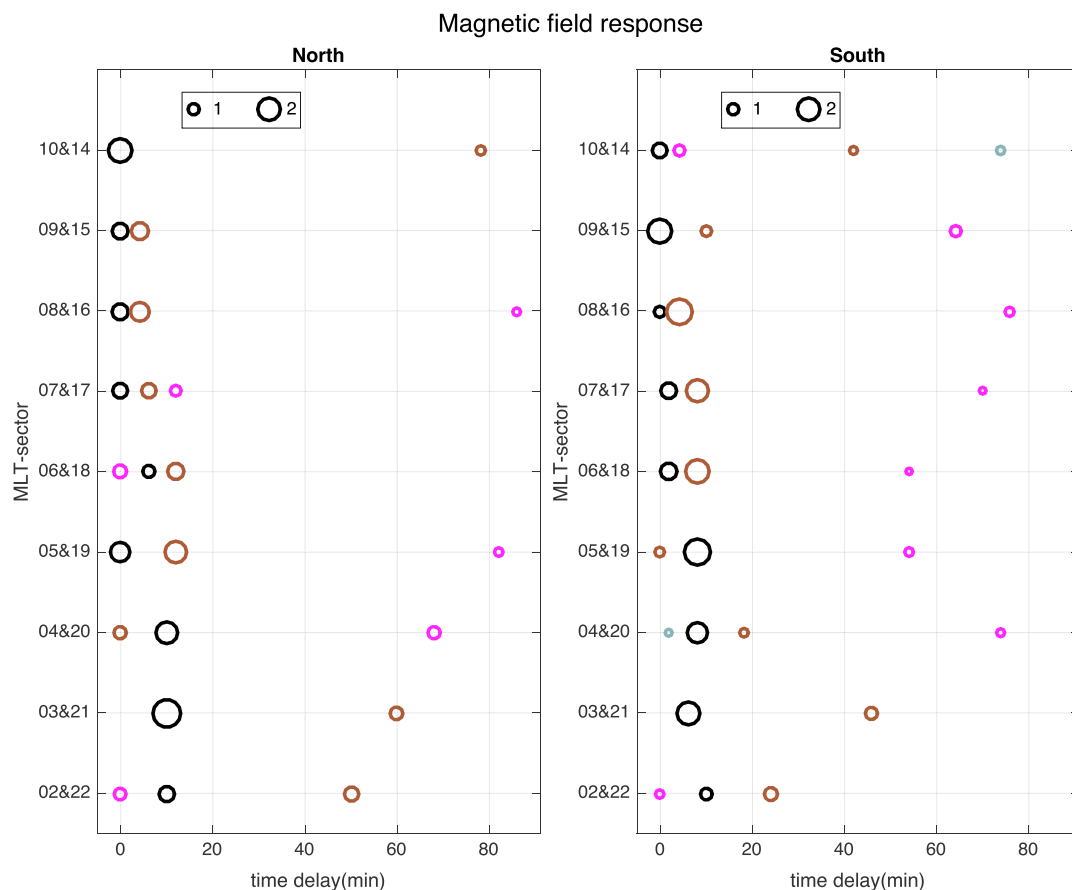 Magnetic field response
North
1 2
10&14
09&15
08&16
07&17
06&18
05&19
04&20
03&21
02&22
MLT-sector
0 20 40 60 80
time delay(min)
South
1 2
10&14
09&15
08&16
07&17
06&18
05&19
04&20
03&21
02&22
MLT-sector
0 20 40 60 80
time delay(min)